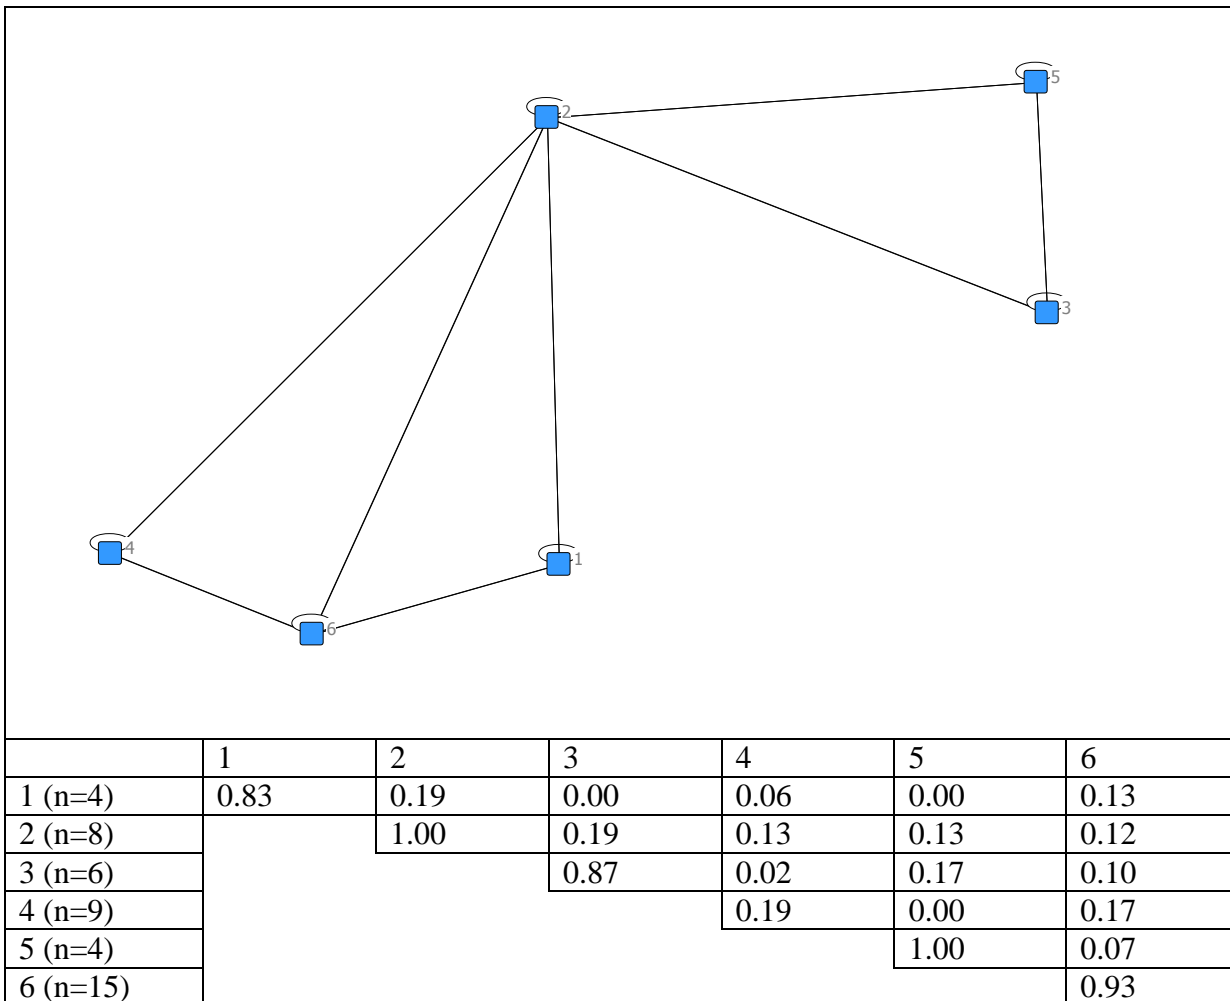 5
2
3
4
1
6
1 2 3 4 5 6
1 (n=4) 0.83 0.19 0.00 0.06 0.00 0.13
2 (n=8) 1.00 0.19 0.13 0.13 0.12
3 (n=6) 0.87 0.02 0.17 0.10
4 (n=9) 0.19 0.00 0.17
5 (n=4) 1.00 0.07
6 (n=15) 0.93